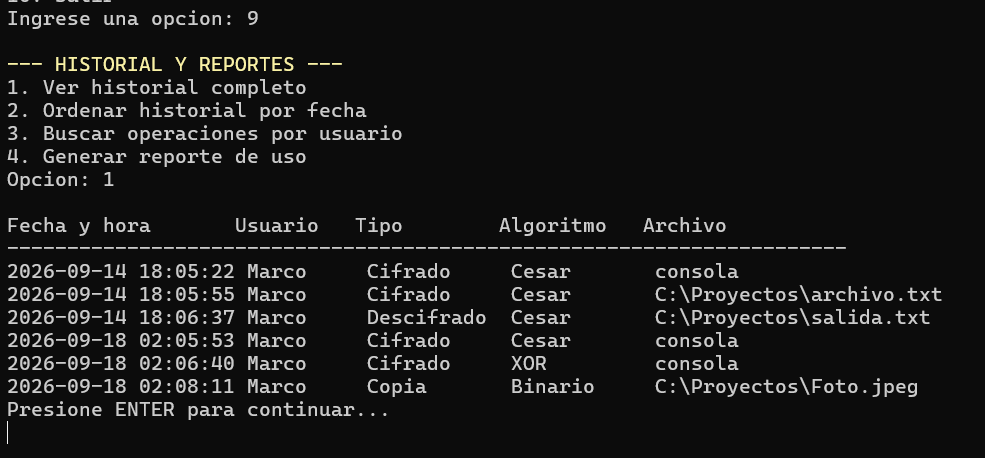 Ingrese una opcion: 9
--- HISTORIAL Y REPORTES ---
1. Ver historial completo
2. Ordenar historial por fecha
3. Buscar operaciones por usuario
4. Generar reporte de uso
Opcion: 1
Fecha y hora       Usuario   Tipo        Algoritmo   Archivo
----------------------------------------------------------------------
2026-09-14 18:05:22 Marco     Cifrado     Cesar       consola
2026-09-14 18:05:55 Marco     Cifrado     Cesar       C:\Proyectos\archivo.txt
2026-09-14 18:06:37 Marco     Descifrado  Cesar       C:\Proyectos\salida.txt
2026-09-18 02:05:53 Marco     Cifrado     Cesar       consola
2026-09-18 02:06:40 Marco     Cifrado     XOR         consola
2026-09-18 02:08:11 Marco     Copia       Binario     C:\Proyectos\Foto.jpeg
Presione ENTER para continuar...